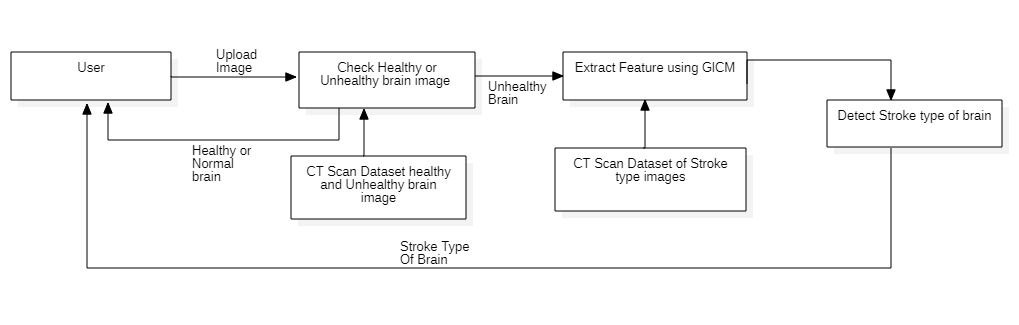 User
Upload
Image
Check Healthy or
Unhealthy brain image
Unhealthy
Brain
Extract Feature using GICM
Detect Stroke type of brain
Healthy or
Normal
brain
CT Scan Dataset healthy
and Unhealthy brain
image
CT Scan Dataset of Stroke
type images
Stroke Type
Of Brain